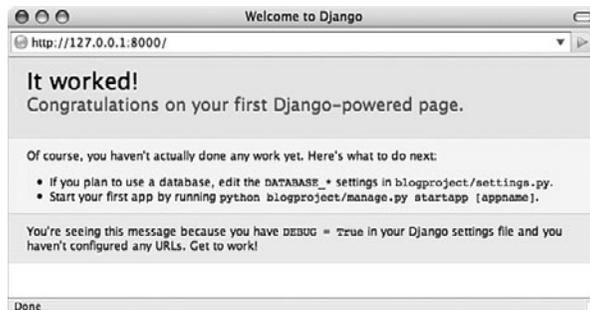 Welcome to Django
http://127.0.0.1:8000/
It worked!
Congratulations on your first Django-powered page.
Of course, you haven't actually done any work yet. Here's what to do next:
• If you plan to use a database, edit the DATABASE_* settings in blogproject/settings.py.
• Start your first app by running python blogproject/manage.py startapp [appname].
You're seeing this message because you have DEBUG = True in your Django settings file and you
haven't configured any URLs. Get to work!
Done